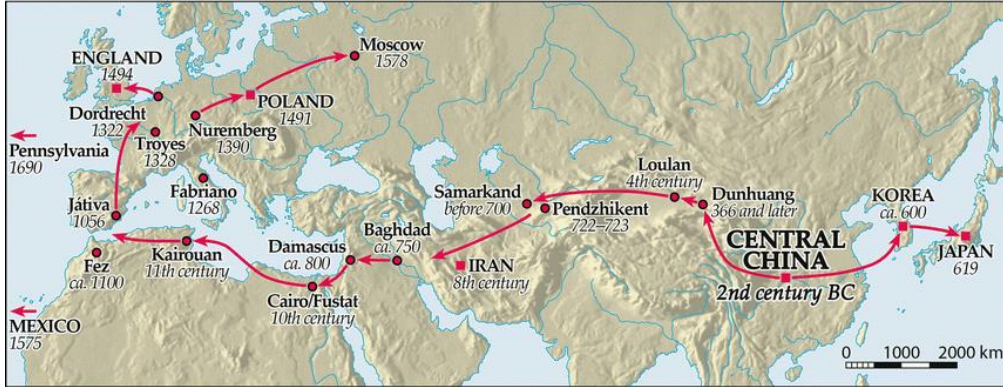 ENGLAND
1494
Moscow
1578
Dordrecht
1322
POLAND
1491
Troyes
1328
Nuremberg
1390
Pennsylvania
1690
Fabriano
1268
Játiva
1056
Fez
ca. 1100
Kairouan
11th century
MEXICO
1575
Damascus
ca. 800
Cairo/Fustat
10th century
Baghdad
ca. 750
IRAN
8th century
Samarkand
before 700
Pendzhikent
722–723
Loulan
4th century
Dunhuang
366 and later
CENTRAL
CHINA
2nd century BC
KOREA
ca. 600
JAPAN
619
0 1000 2000 km